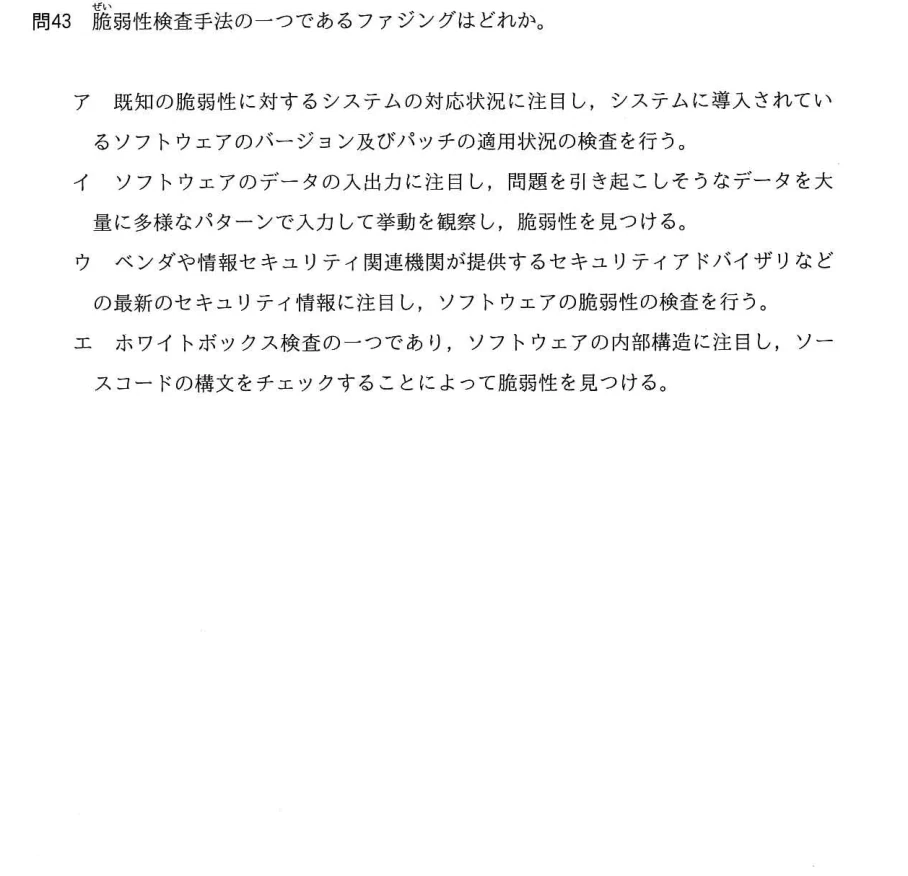 問43 脆弱性検査手法の一つであるファジングはどれか。
ぜい
ア 既知の脆弱性に対するシステムの対応状況に注目し，システムに導入されてい
るソフトウェアのバージョン及びパッチの適用状況の検査を行う。
イ ソフトウェアのデータの入出力に注目し，問題を引き起こしそうなデータを大
量に多様なパターンで入力して挙動を観察し，脆弱性を見つける。
ウ ベンダや情報セキュリティ関連機関が提供するセキュリティアドバイザリなど
の最新のセキュリティ情報に注目し，ソフトウェアの脆弱性の検査を行う。
エ ホワイトボックス検査の一つであり，ソフトウェアの内部構造に注目し，ソー
スコードの構文をチェックすることによって脆弱性を見つける。